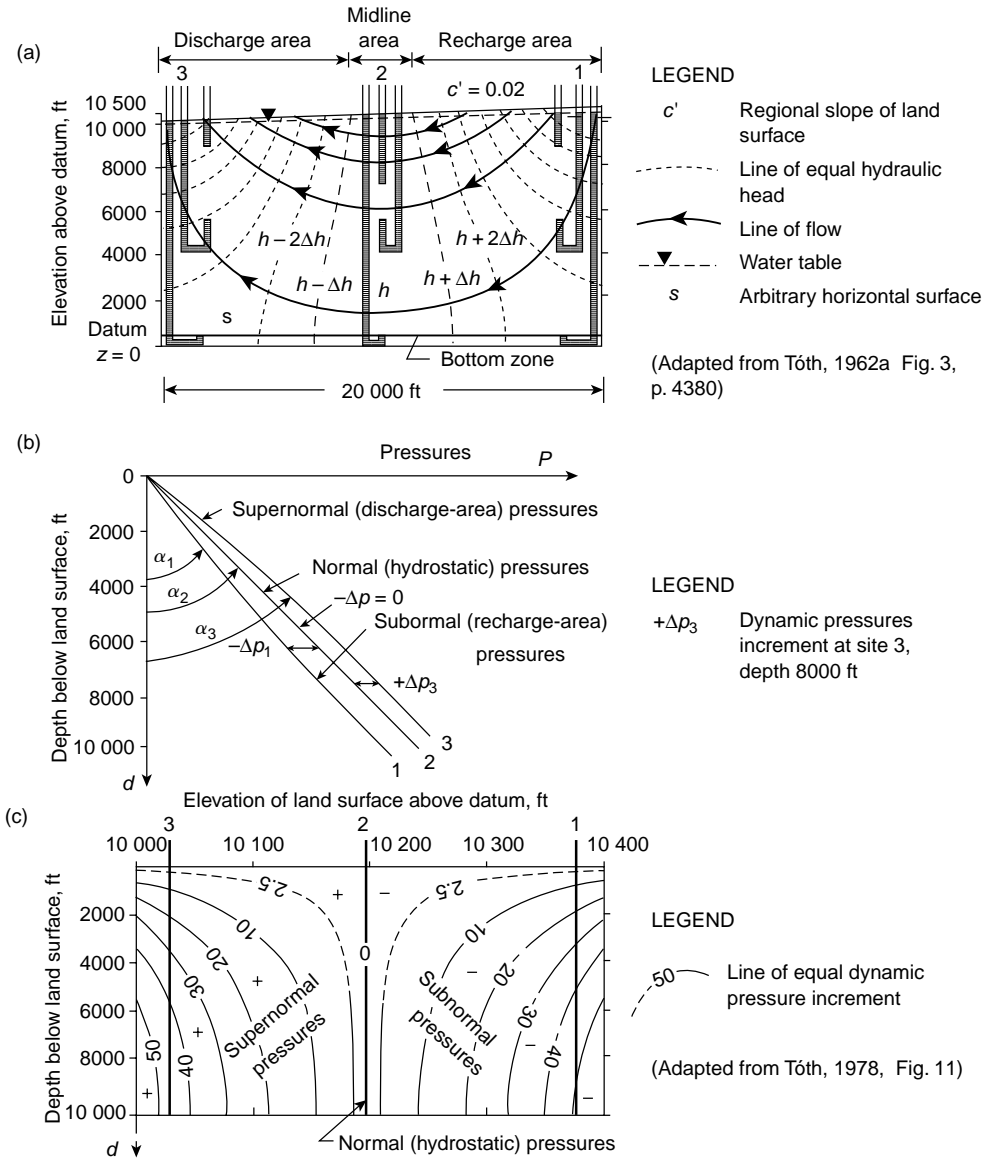 (a)
Midline
area
Discharge area
Recharge area
3
2
1
c' = 0.02
Elevation above datum, ft
10 500
10 000
8000
6000
4000
2000
Datum
z = 0
h – 2Δh
h – Δh
h
h + Δh
h + 2Δh
s
Bottom zone
20 000 ft
LEGEND
c' Regional slope of land
surface
Line of equal hydraulic
head
Line of flow
Water table
s Arbitrary horizontal surface
(Adapted from Tóth, 1962a Fig. 3,
p. 4380)
(b)
Pressures
P
Depth below land surface, ft
0
2000
4000
6000
8000
10 000
d
Supernormal (discharge-area) pressures
Normal (hydrostatic) pressures
–Δp = 0
Subormal (recharge-area)
pressures
α1
α2
α3
–Δp1
+Δp3
1
2
3
LEGEND
+Δp3 Dynamic pressures
increment at site 3,
depth 8000 ft
(c)
Elevation of land surface above datum, ft
3
2
1
10 000
10 100
10 200
10 300
10 400
Depth below land surface, ft
2000
4000
6000
8000
10 000
d
2.5
+
–
2.5
10
20
30
40
50
+
+
+
0
10
20
30
40
–
–
–
Supernormal
pressures
Subnormal
pressures
Normal (hydrostatic) pressures
LEGEND
50 Line of equal dynamic
pressure increment
(Adapted from Tóth, 1978, Fig. 11)